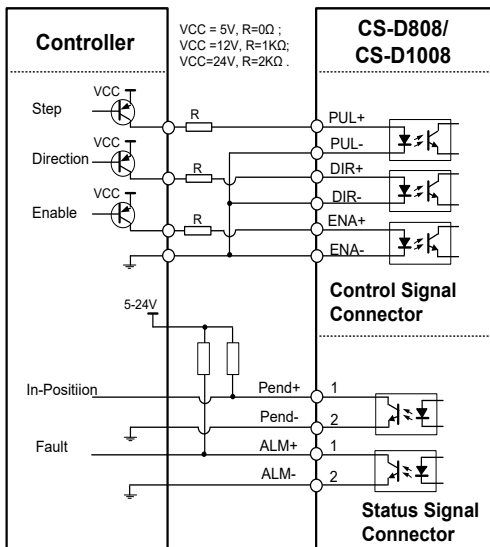 Controller
VCC = 5V, R=0Ω ;
VCC =12V, R=1KΩ;
VCC=24V, R=2KΩ .
CS-D808/
CS-D1008
Step
VCC
R
PUL+
PUL-
Direction
VCC
R
DIR+
DIR-
Enable
VCC
R
ENA+
ENA-
Control Signal
Connector
5-24V
In-Positiion
Pend+
1
Pend-
2
Fault
ALM+
1
ALM-
2
Status Signal
Connector